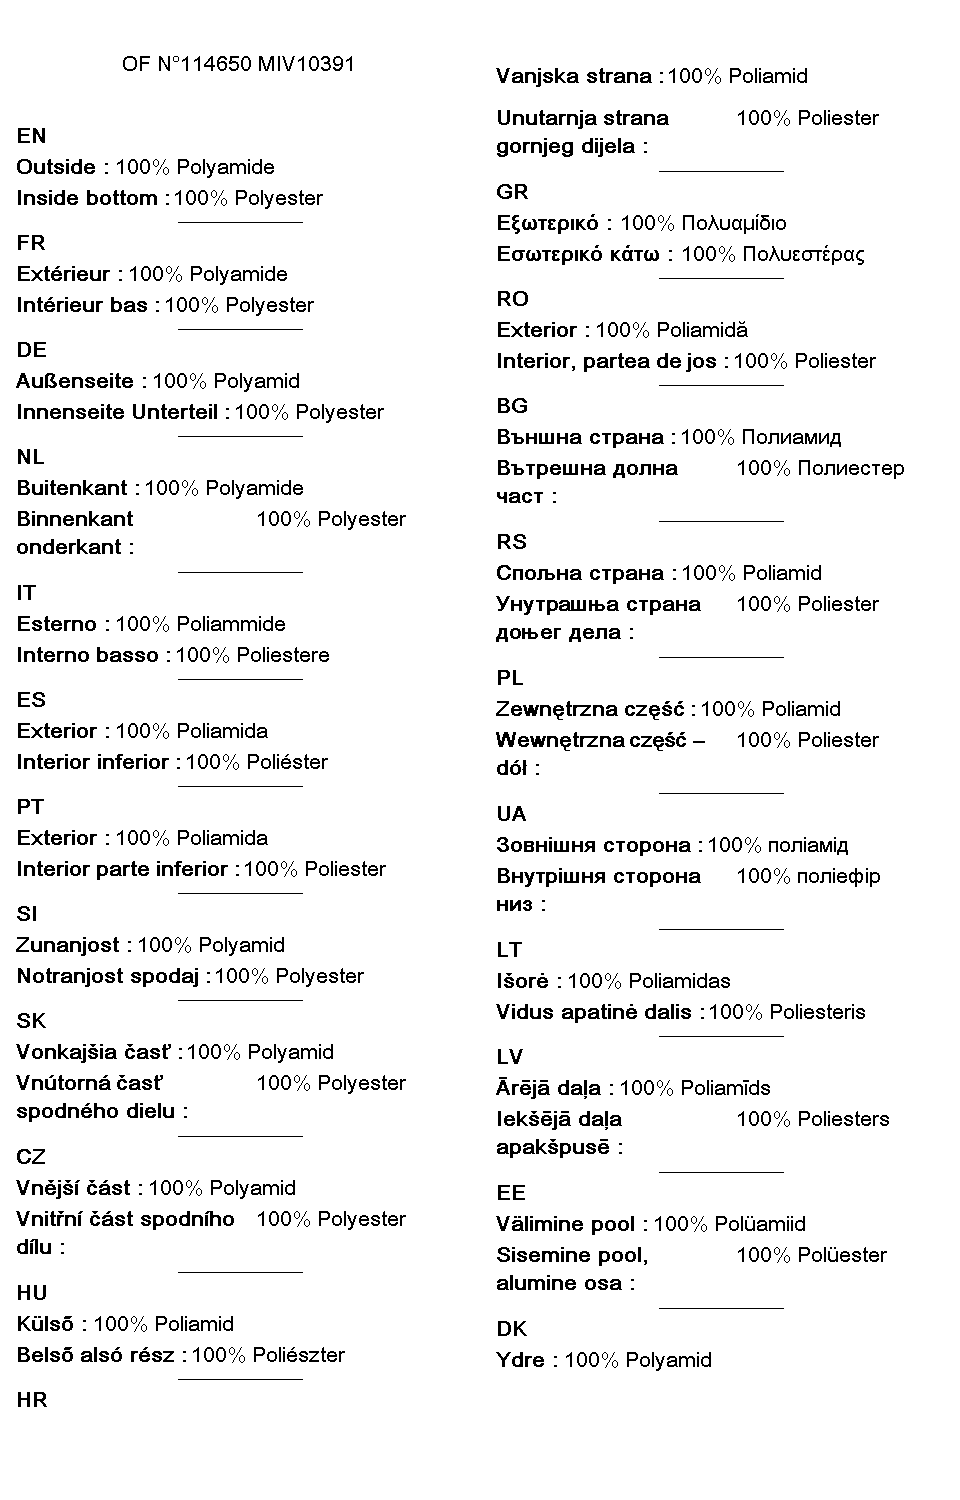 OF N°114650 MIV10391
EN
Outside : 100% Polyamide
Inside bottom : 100% Polyester
FR
Extérieur : 100% Polyamide
Intérieur bas : 100% Polyester
DE
Außenseite : 100% Polyamid
Innenseite Unterteil : 100% Polyester
NL
Buitenkant : 100% Polyamide
Binnenkant 100% Polyester
onderkant :
IT
Esterno : 100% Poliammide
Interno basso : 100% Poliestere
ES
Exterior : 100% Poliamida
Interior inferior : 100% Poliéster
PT
Exterior : 100% Poliamida
Interior parte inferior : 100% Poliester
SI
Zunanjost : 100% Polyamid
Notranjost spodaj : 100% Polyester
SK
Vonkajšia časť : 100% Polyamid
Vnútorná časť 100% Polyester
spodného dielu :
CZ
Vnější část : 100% Polyamid
Vnitřní část spodního 100% Polyester
dílu :
HU
Külső : 100% Poliamid
Belső alsó rész : 100% Poliészter
HR
Vanjska strana : 100% Poliamid
Unutarnja strana 100% Poliester
gornjeg dijela :
GR
Εξωτερικό : 100% Πολυαμίδιο
Εσωτερικό κάτω : 100% Πολυεστέρας
RO
Exterior : 100% Poliamidă
Interior, partea de jos : 100% Poliester
BG
Външна страна : 100% Полиамид
Вътрешна долна 100% Полиестер
част :
RS
Спољна страна : 100% Poliamid
Унутрашња страна 100% Poliester
доњег дела :
PL
Zewnętrzna część : 100% Poliamid
Wewnętrzna część – 100% Poliester
dół :
UA
Зовнішня сторона : 100% поліамід
Внутрішня сторона 100% поліефір
низ :
LT
Išorė : 100% Poliamidas
Vidus apatinė dalis : 100% Poliesteris
LV
Ārējā daļa : 100% Poliamīds
Iekšējā daļa 100% Poliesters
apakšpusē :
EE
Välimine pool : 100% Polüamiid
Sisemine pool, 100% Polüester
alumine osa :
DK
Ydre : 100% Polyamid